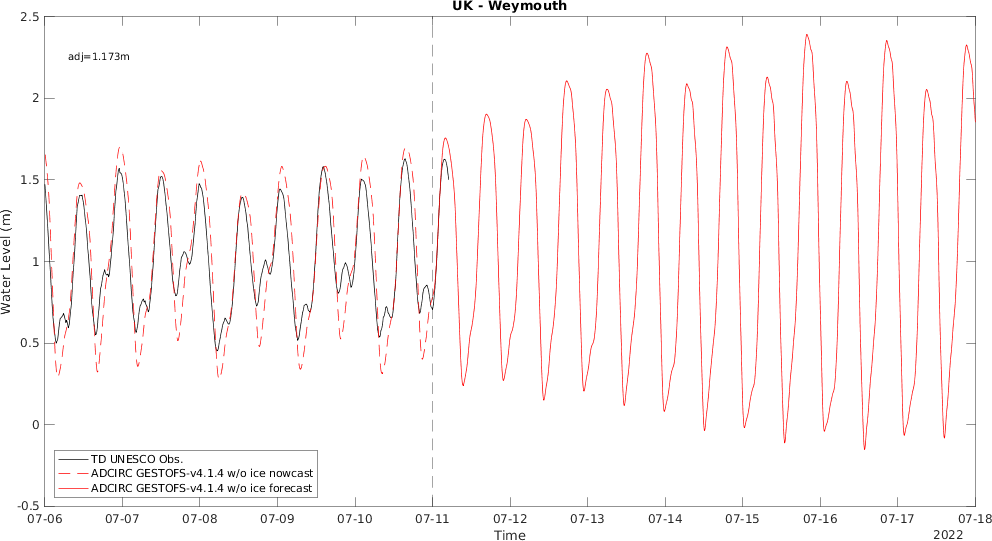 UK - Weymouth
2.5
adj=1.173m
2
1.5
1
0.5
0
-0.5
Water Level (m)
TD UNESCO Obs.
ADCIRC GESTOFS-v4.1.4 w/o ice nowcast
ADCIRC GESTOFS-v4.1.4 w/o ice forecast
07-06 07-07 07-08 07-09 07-10 07-11 07-12 07-13 07-14 07-15 07-16 07-17 07-18
Time
2022